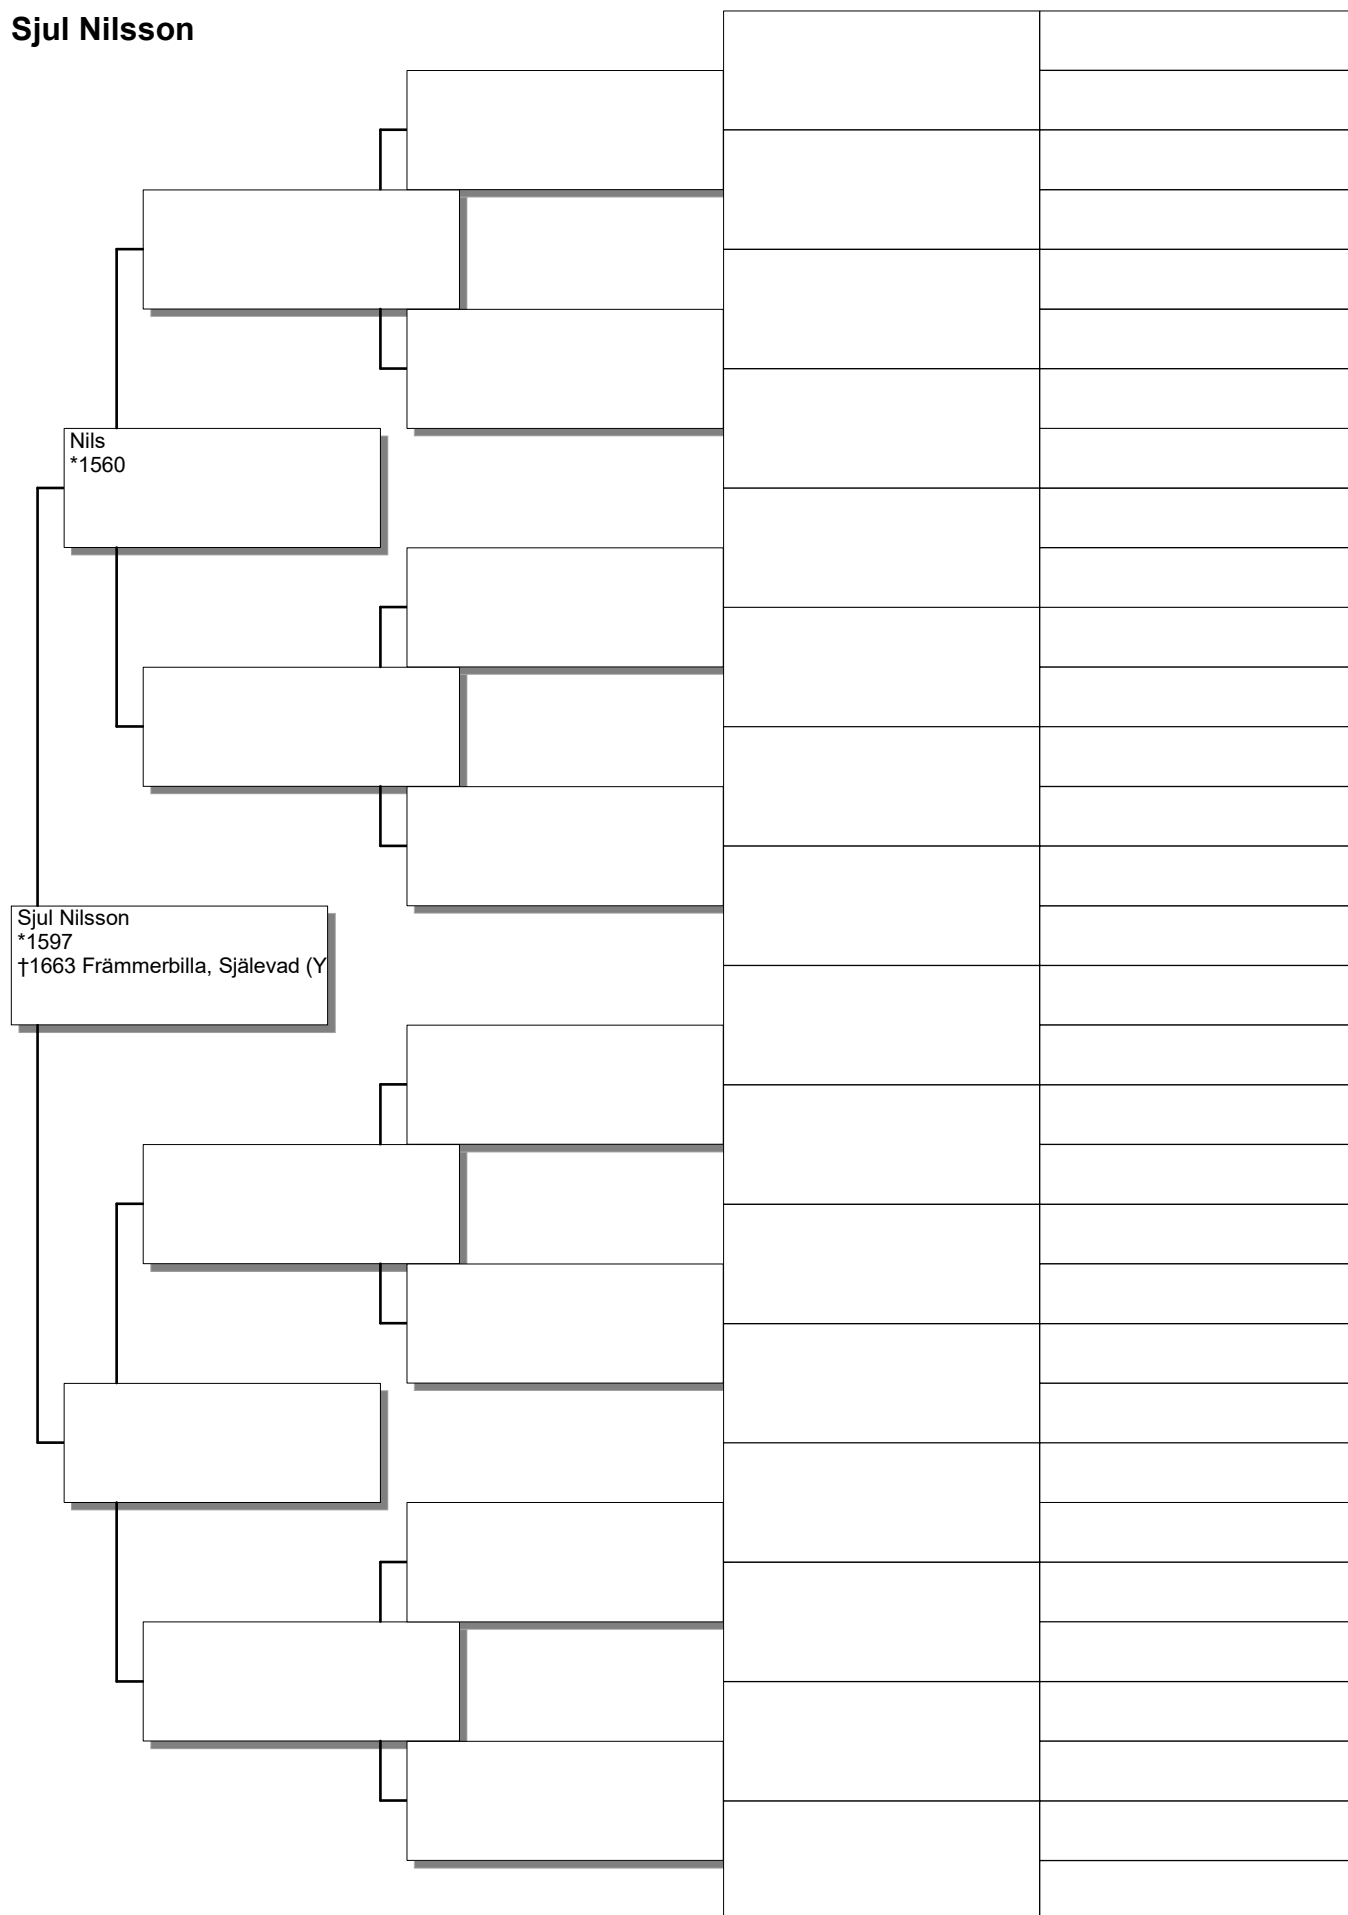 Sjul Nilsson
Nils
*1560
Sjul Nilsson
*1597
†1663 Främmerbilla, Själevad (Y